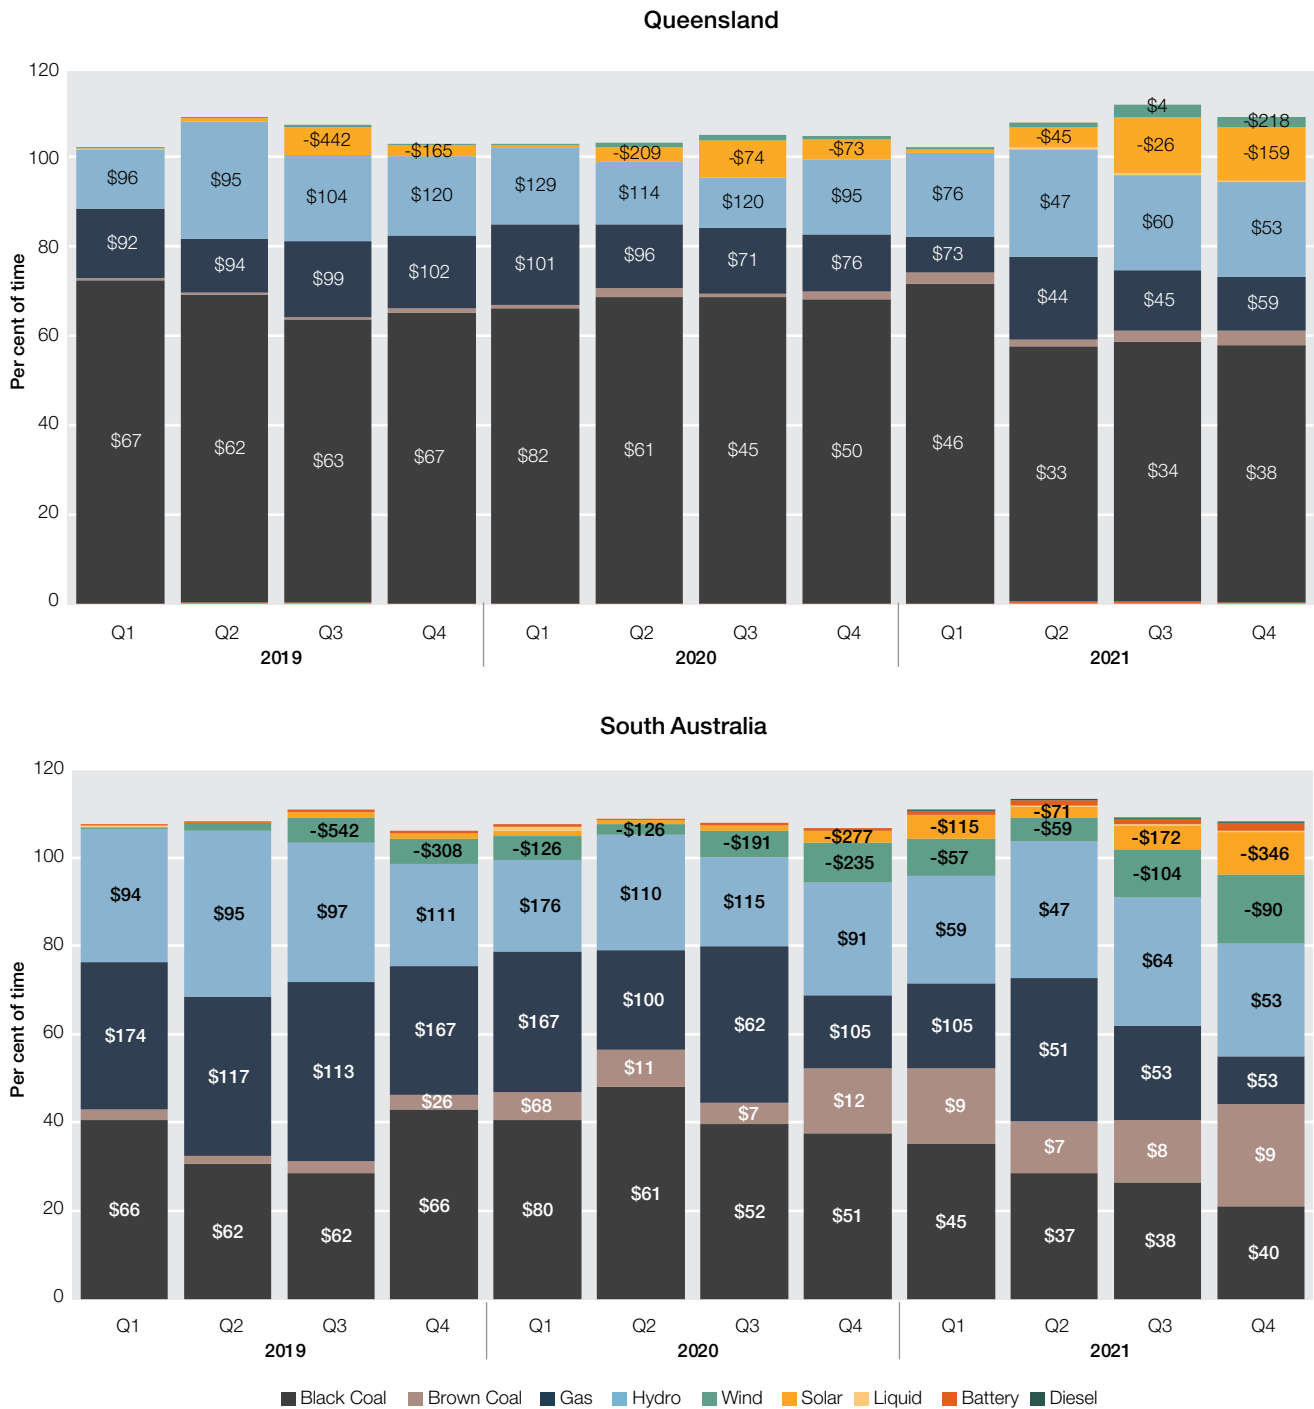 Queensland
Per cent of time
120
100
80
60
40
20
0
$96 $95 -$442 $104 -$165 $120 $129 -$209 $114 -$74 $120 -$73 $95 $76 -$45 $47 $4 -$26 $60 -$218 -$159 $53
$92 $94 $99 $102 $101 $96 $71 $76 $73 $44 $45 $59
$67 $62 $63 $67 $82 $61 $45 $50 $46 $33 $34 $38
Q1 Q2 Q3 Q4 Q1 Q2 Q3 Q4 Q1 Q2 Q3 Q4
2019 2020 2021
South Australia
Per cent of time
120
100
80
60
40
20
0
-$542 -$308 -$126 -$126 -$191 -$277 -$235 -$115 -$57 -$71 -$59 -$172 -$104 -$346 -$90
$94 $95 $97 $111 $176 $110 $115 $91 $59 $47 $64 $53
$174 $117 $113 $167 $167 $100 $62 $105 $105 $51 $53 $53
$26 $68 $11 $7 $12 $9 $7 $8 $9
$66 $62 $62 $66 $80 $61 $52 $51 $45 $37 $38 $40
Q1 Q2 Q3 Q4 Q1 Q2 Q3 Q4 Q1 Q2 Q3 Q4
2019 2020 2021
Black Coal Brown Coal Gas Hydro Wind Solar Liquid Battery Diesel